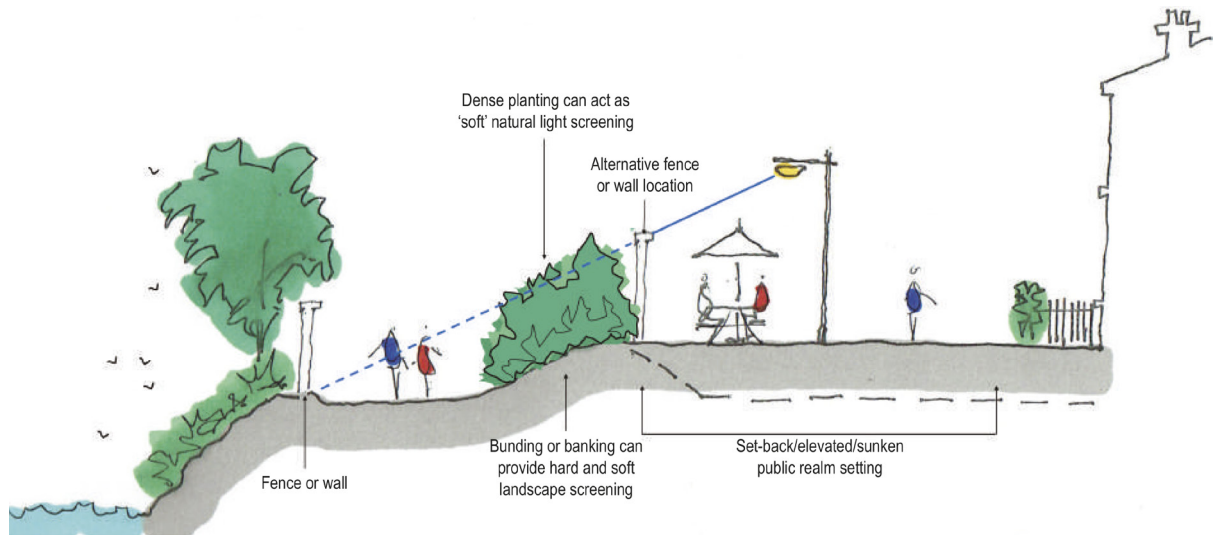 Dense planting can act as
‘soft’ natural light screening
Alternative fence
or wall location
Fence or wall
Bunding or banking can
provide hard and soft
landscape screening
Set-back/elevated/sunken
public realm setting